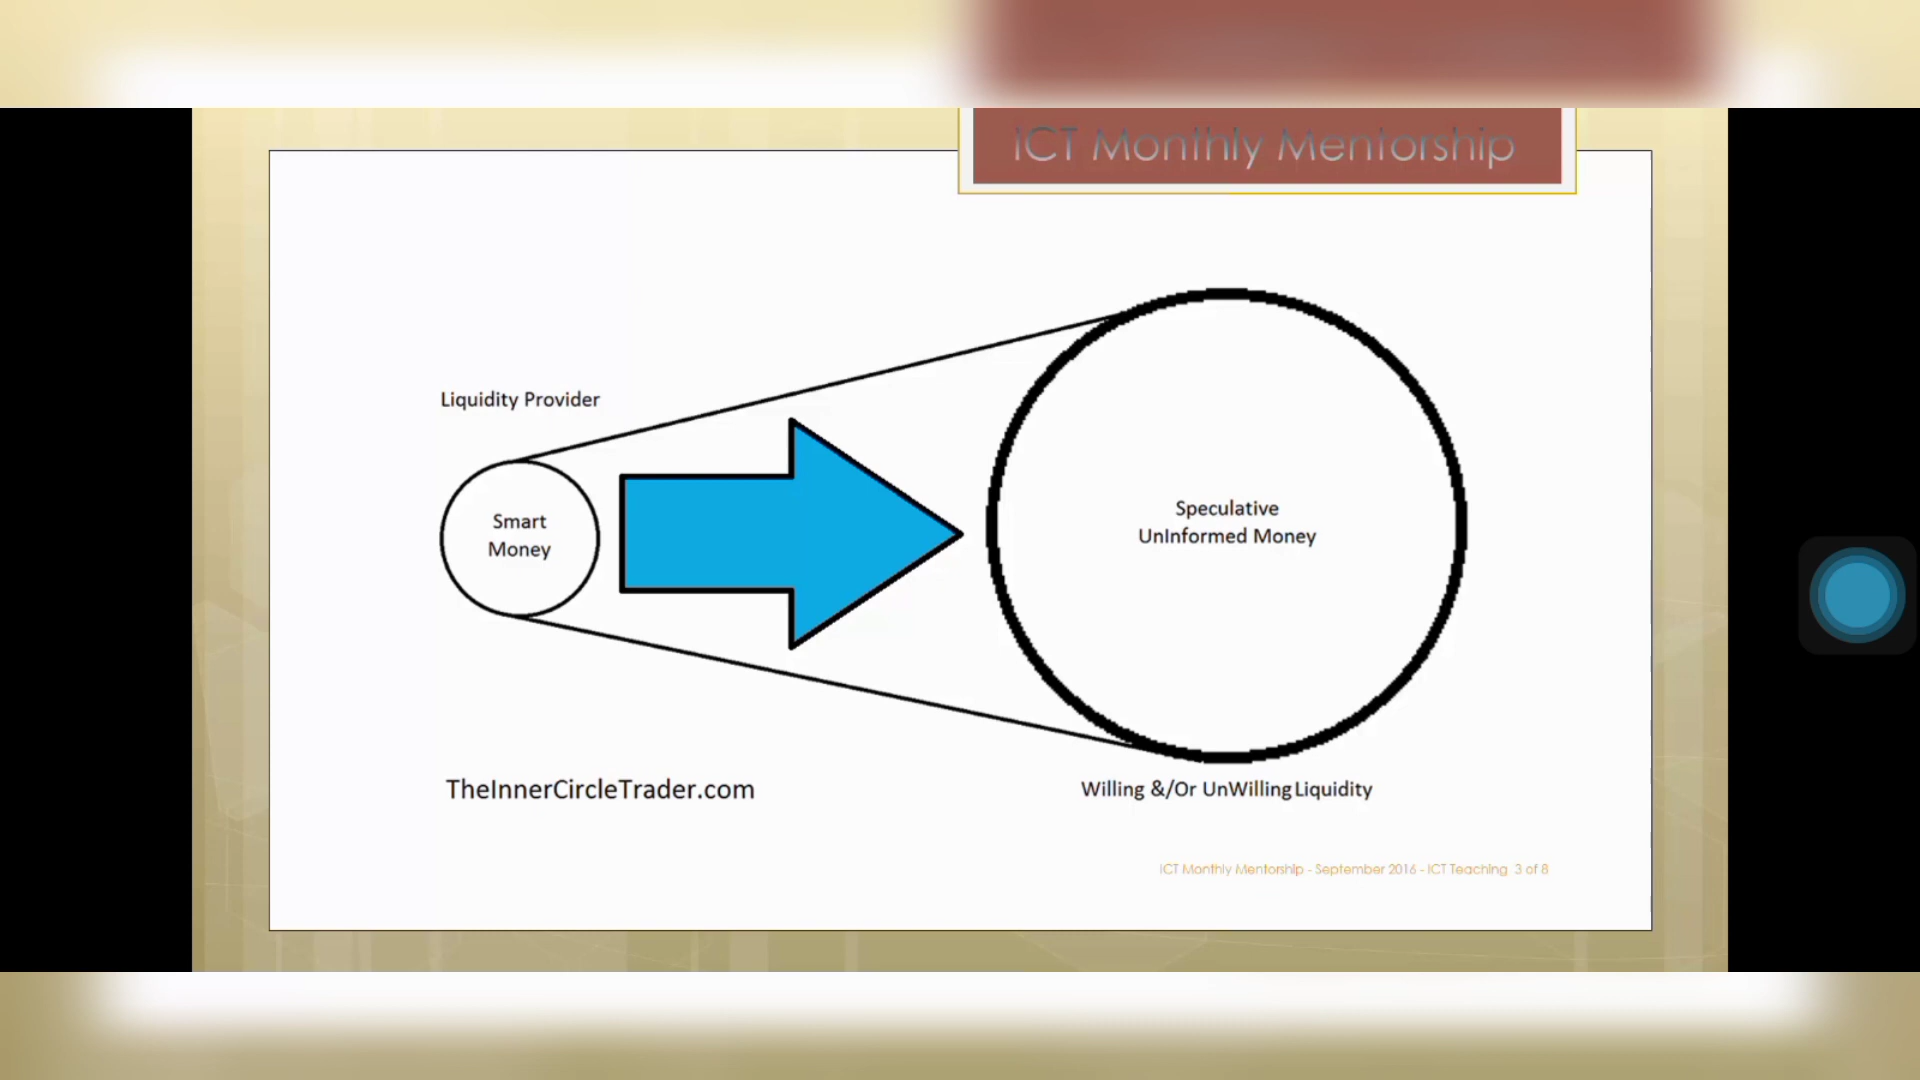 ICT Monthly Mentorship
Liquidity Provider
Smart
Money
Speculative
UnInformed Money
TheInnerCircleTrader.com
Willing &/Or UnWilling Liquidity
ICT Monthly Mentorship - September 2016 - ICT Teaching 3 of 8